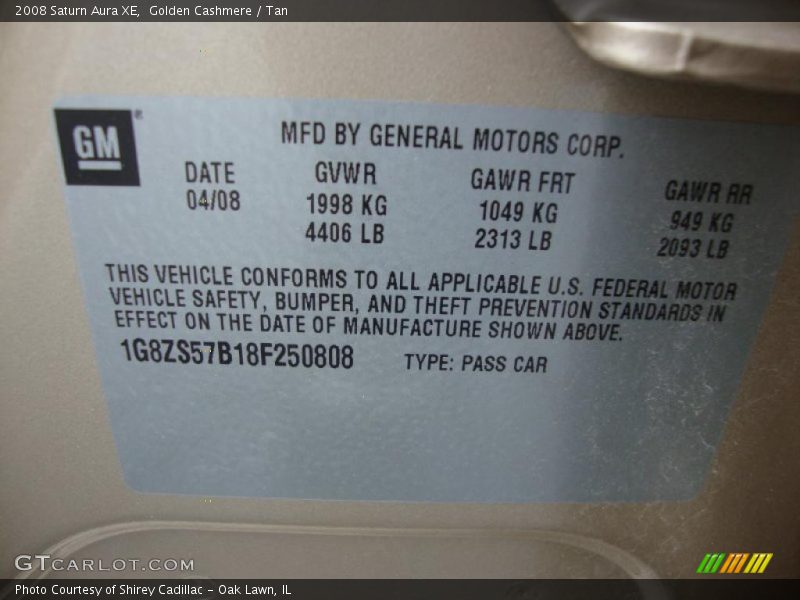 2008 Saturn Aura XE, Golden Cashmere / Tan
GM®
MFD BY GENERAL MOTORS CORP.
DATE GVWR GAWR FRT GAWR RR
04/08 1998 KG 1049 KG 949 KG
4406 LB 2313 LB 2093 LB
THIS VEHICLE CONFORMS TO ALL APPLICABLE U.S. FEDERAL MOTOR
VEHICLE SAFETY, BUMPER, AND THEFT PREVENTION STANDARDS IN
EFFECT ON THE DATE OF MANUFACTURE SHOWN ABOVE.
1G8ZS57B18F250808 TYPE: PASS CAR
GTCARLOT.COM
Photo Courtesy of Shirey Cadillac - Oak Lawn, IL